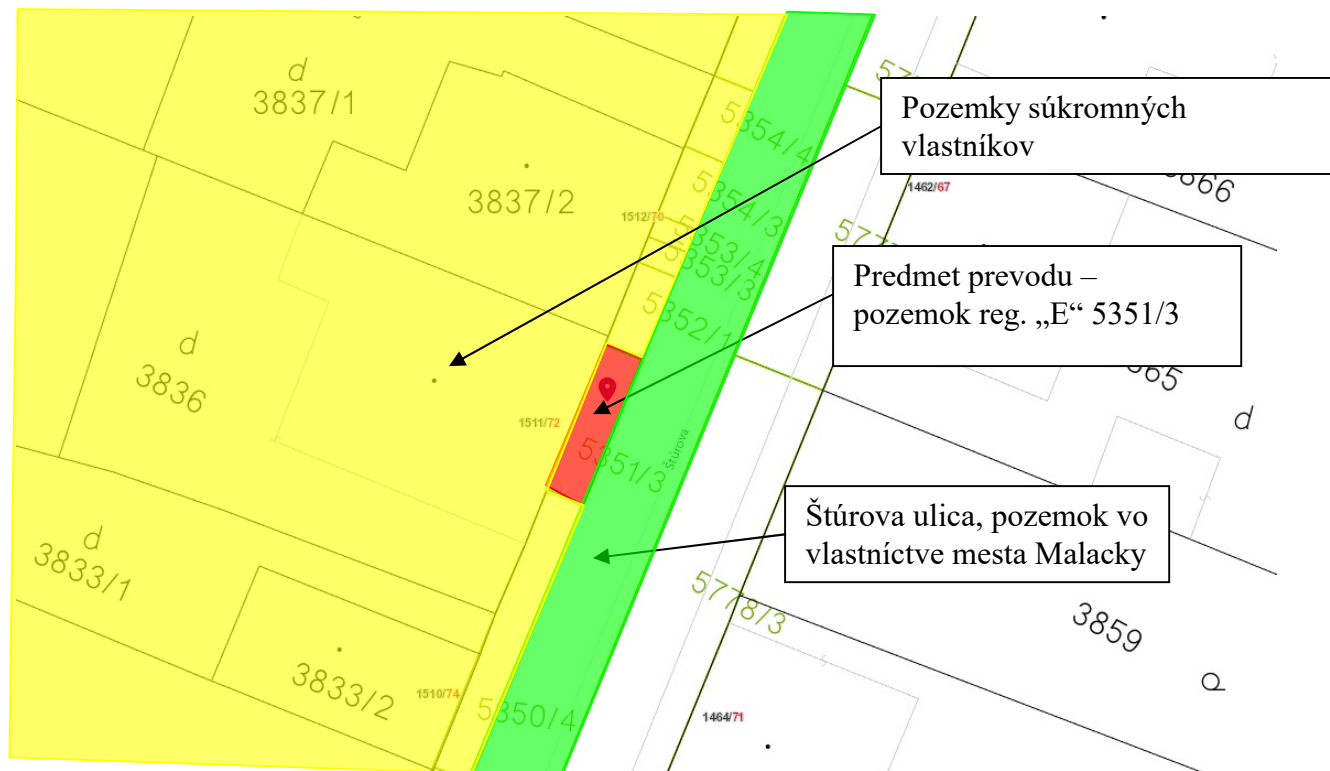 d
3837/1
Pozemky súkromných
vlastníkov
5354/4
3866
1462/67
3837/2
1512/70
5354/3
5353/4
5353/3
Predmet prevodu –
pozemok reg. „E“ 5351/3
5352/1
d
3836
d
1511/72
5351/3
Štúrova
Štúrova ulica, pozemok vo
vlastníctve mesta Malacky
d
3833/1
5778/3
3859
d
3833/2
1510/74
5350/4
1464/71